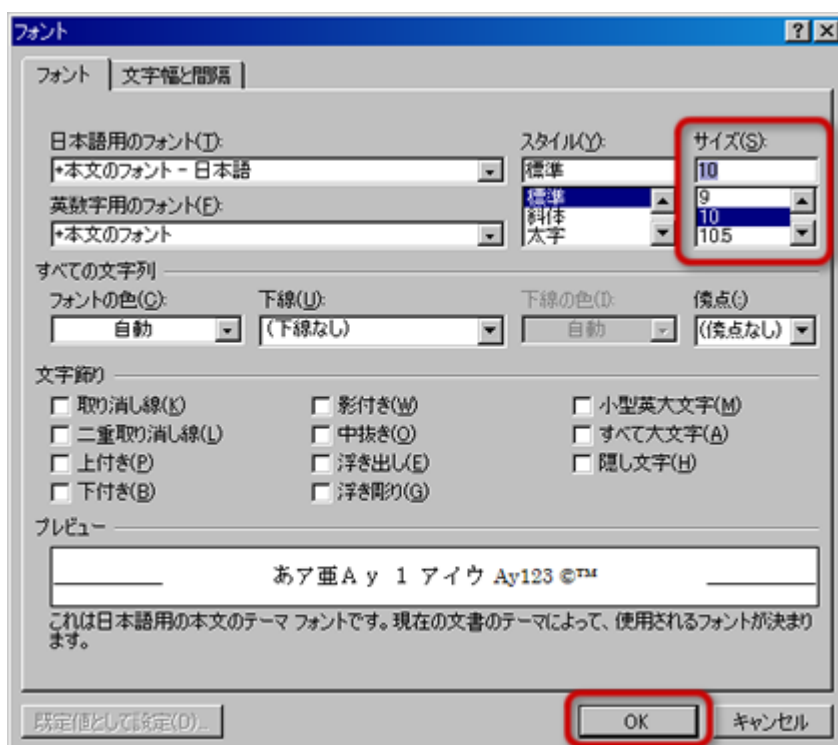 フォント
フォント 文字幅と間隔
日本語用のフォント(T): スタイル(Y): サイズ(S):
+本文のフォント - 日本語 標準 10
英数字用のフォント(F): 標準 9
+本文のフォント 斜体 10
太字 10.5
すべての文字列
フォントの色(C): 下線(U): 下線の色(I): 傍点(:)
自動 (下線なし) 自動 (傍点なし)
文字飾り
取り消し線(K) 影付き(W) 小型英大文字(M)
二重取り消し線(L) 中抜き(O) すべて大文字(A)
上付き(P) 浮き出し(E) 隠し文字(H)
下付き(B) 浮き彫り(G)
プレビュー
あア亜Ay 1 アイウ Ay123 ©™
これは日本語用の本文のテーマ フォントです。現在の文書のテーマによって、使用されるフォントが決まり
ます。
既定値として設定(D)... OK キャンセル